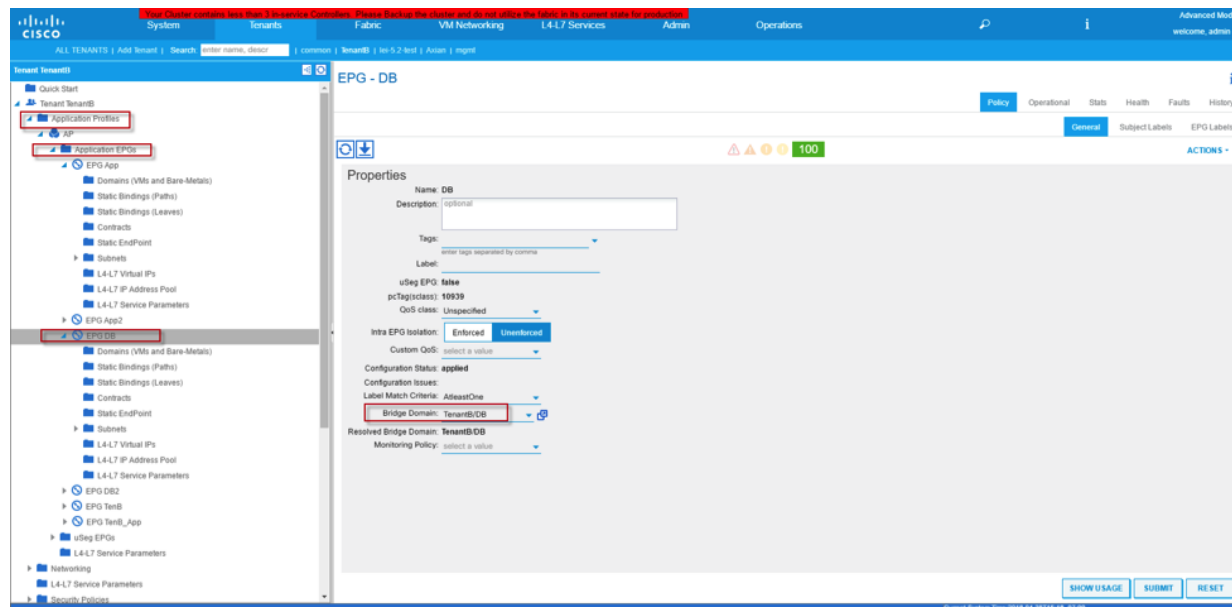 Your Cluster contains less than 3 in-service Controllers. Please Backup the cluster and do not utilize the fabric in its current state for production.
CISCO
System Tenants Fabric VM Networking L4-L7 Services Admin Operations i
Advanced Mod
welcome, admin
ALL TENANTS | Add Tenant | Search: enter name, descr | common | TenantB | lei-5.2-test | Avian | mgmt
Tenant TenantB
Quick Start
Tenant TenantB
Application Profiles
AP
Application EPGs
EPG App
Domains (VMs and Bare-Metals)
Static Bindings (Paths)
Static Bindings (Leaves)
Contracts
Static EndPoint
Subnets
L4-L7 Virtual IPs
L4-L7 IP Address Pool
L4-L7 Service Parameters
EPG App2
EPG DB
Domains (VMs and Bare-Metals)
Static Bindings (Paths)
Static Bindings (Leaves)
Contracts
Static EndPoint
Subnets
L4-L7 Virtual IPs
L4-L7 IP Address Pool
L4-L7 Service Parameters
EPG DB2
EPG TenB
EPG TenB_App
uSeg EPGs
L4-L7 Service Parameters
Networking
L4-L7 Service Parameters
Security Policies
EPG - DB
i
Policy Operational Stats Health Faults History
General Subject Labels EPG Labels
100
ACTIONS
Properties
Name: DB
Description: optional
Tags:
enter tags separated by comma
Label:
uSeg EPG: false
pcTag(sclass): 10939
QoS class: Unspecified
Intra EPG Isolation: Enforced Unenforced
Custom QoS: select a value
Configuration Status: applied
Configuration Issues:
Label Match Criteria: AtleastOne
Bridge Domain: TenantB/DB
Resolved Bridge Domain: TenantB/DB
Monitoring Policy: select a value
SHOW USAGE SUBMIT RESET